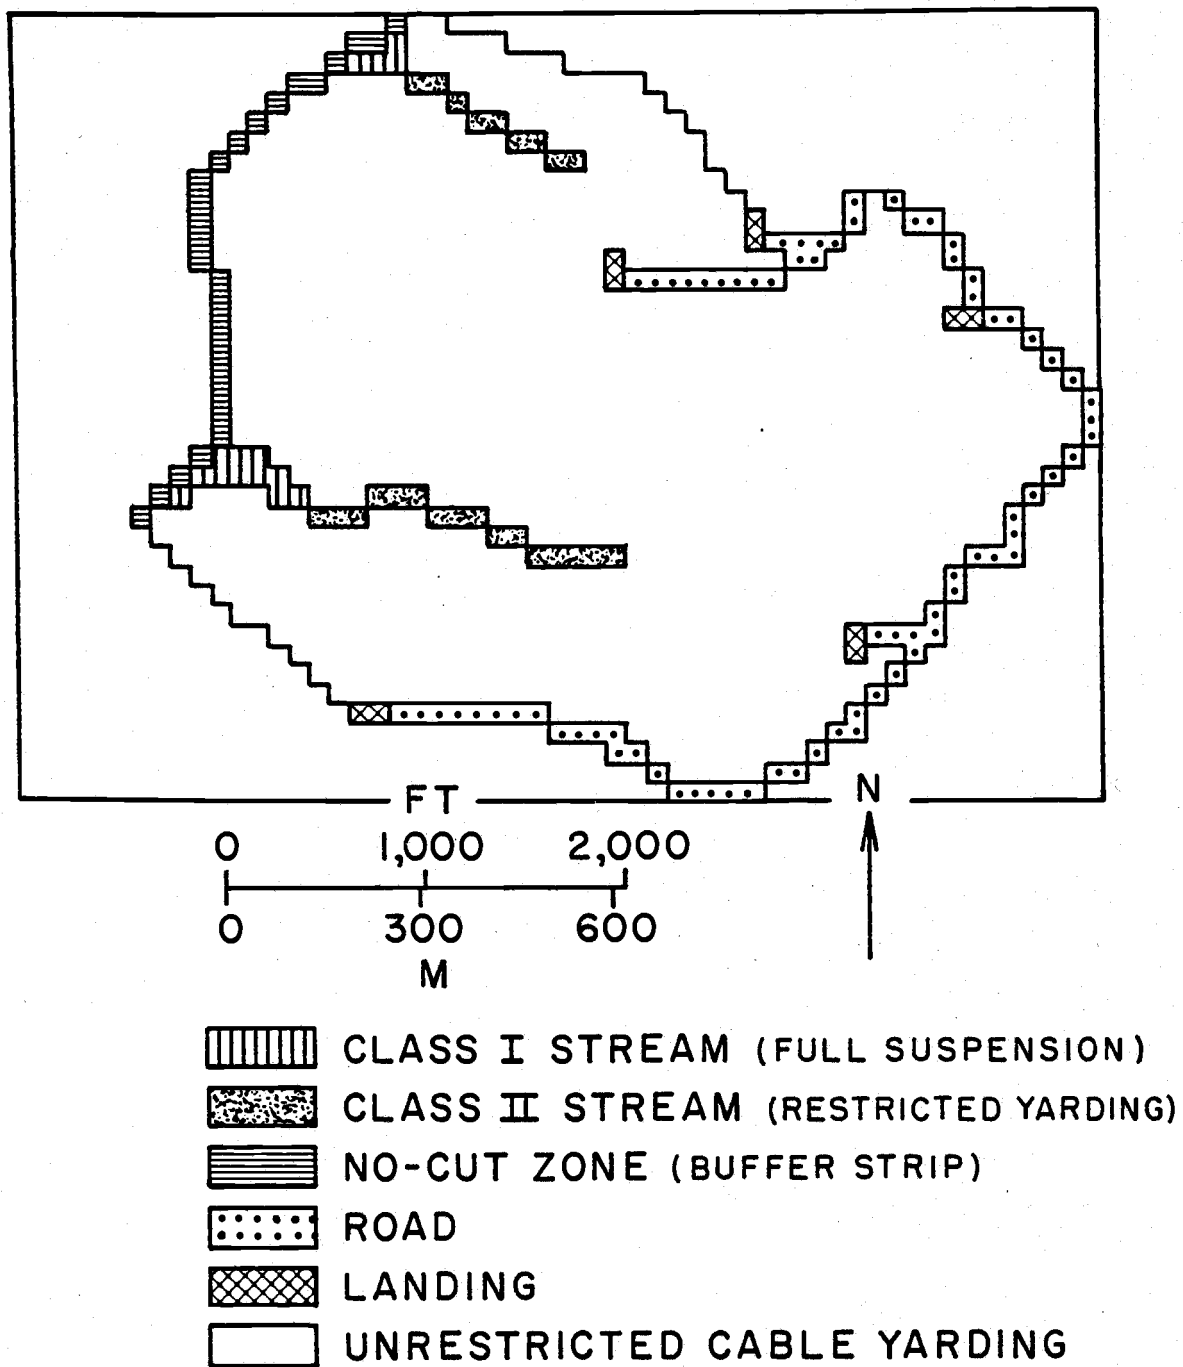 FT
N
0 1,000 2,000
0 300 600
M
CLASS I STREAM (FULL SUSPENSION)
CLASS II STREAM (RESTRICTED YARDING)
NO-CUT ZONE (BUFFER STRIP)
ROAD
LANDING
UNRESTRICTED CABLE YARDING